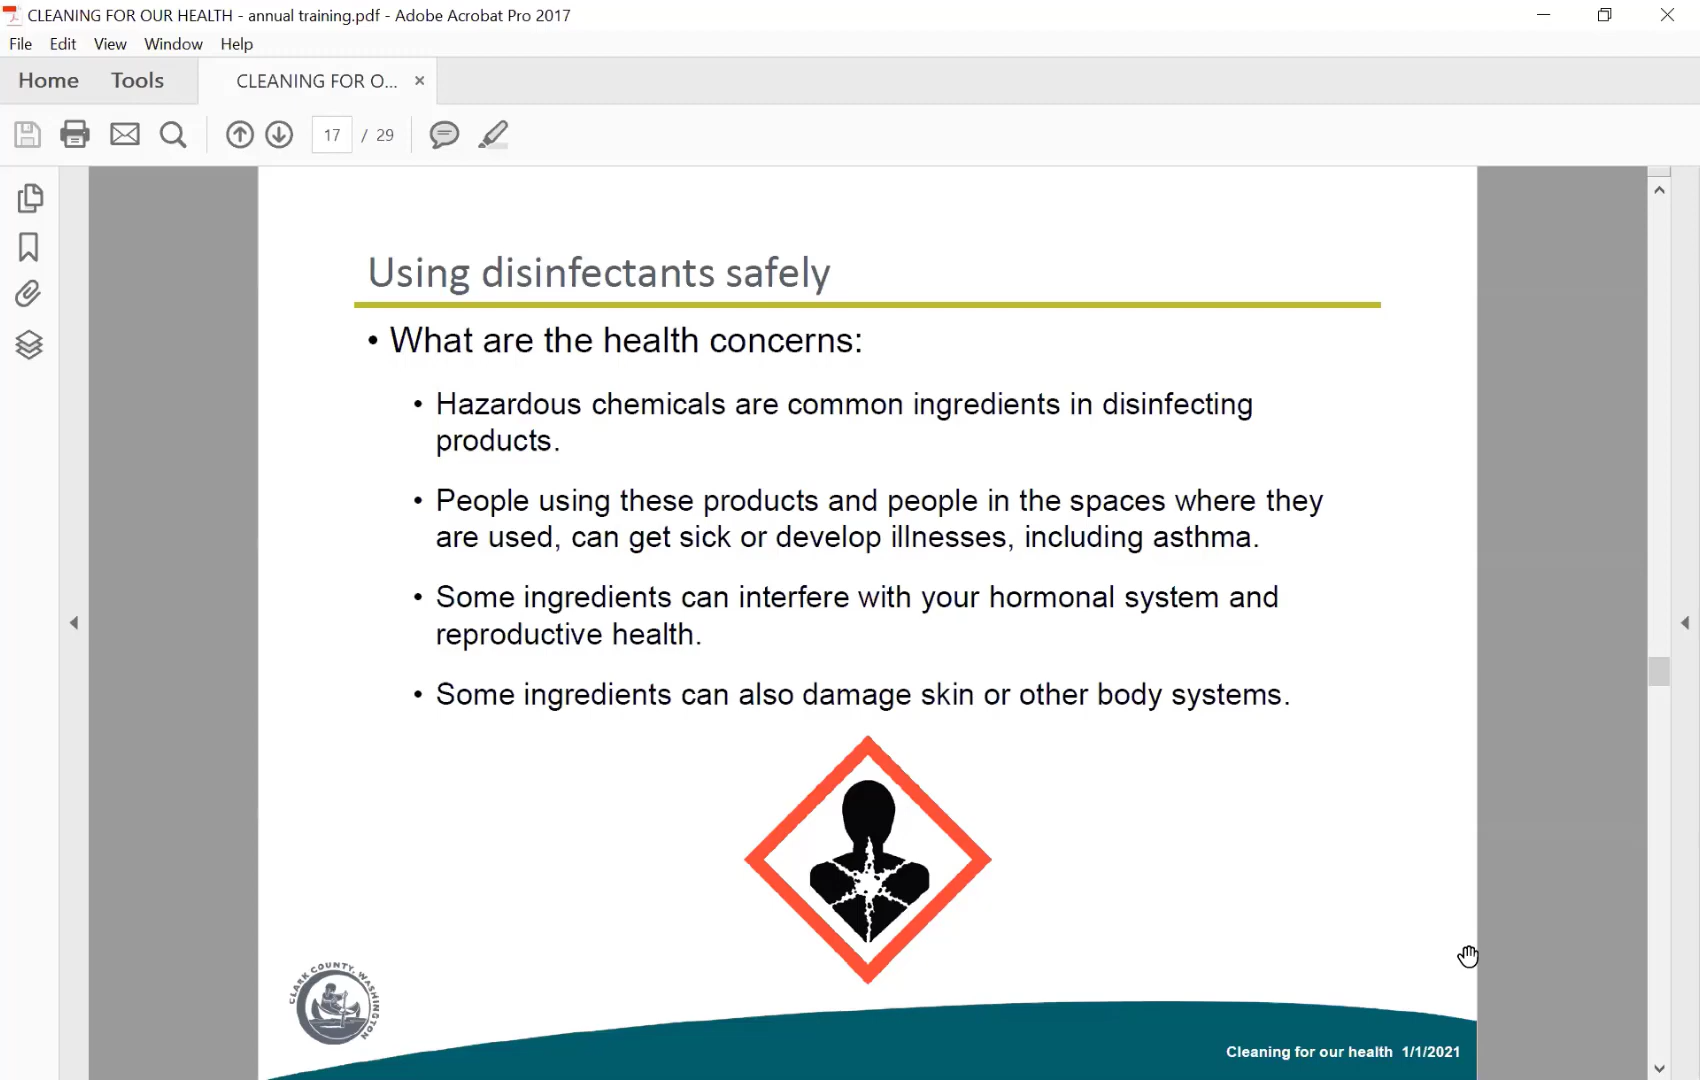 CLEANING FOR OUR HEALTH - annual training.pdf - Adobe Acrobat Pro 2017
File Edit View Window Help
Home Tools CLEANING FOR O... ×
17 / 29
Using disinfectants safely
• What are the health concerns:
• Hazardous chemicals are common ingredients in disinfecting
products.
• People using these products and people in the spaces where they
are used, can get sick or develop illnesses, including asthma.
• Some ingredients can interfere with your hormonal system and
reproductive health.
• Some ingredients can also damage skin or other body systems.
CLARK COUNTY, WASHINGTON
Cleaning for our health 1/1/2021